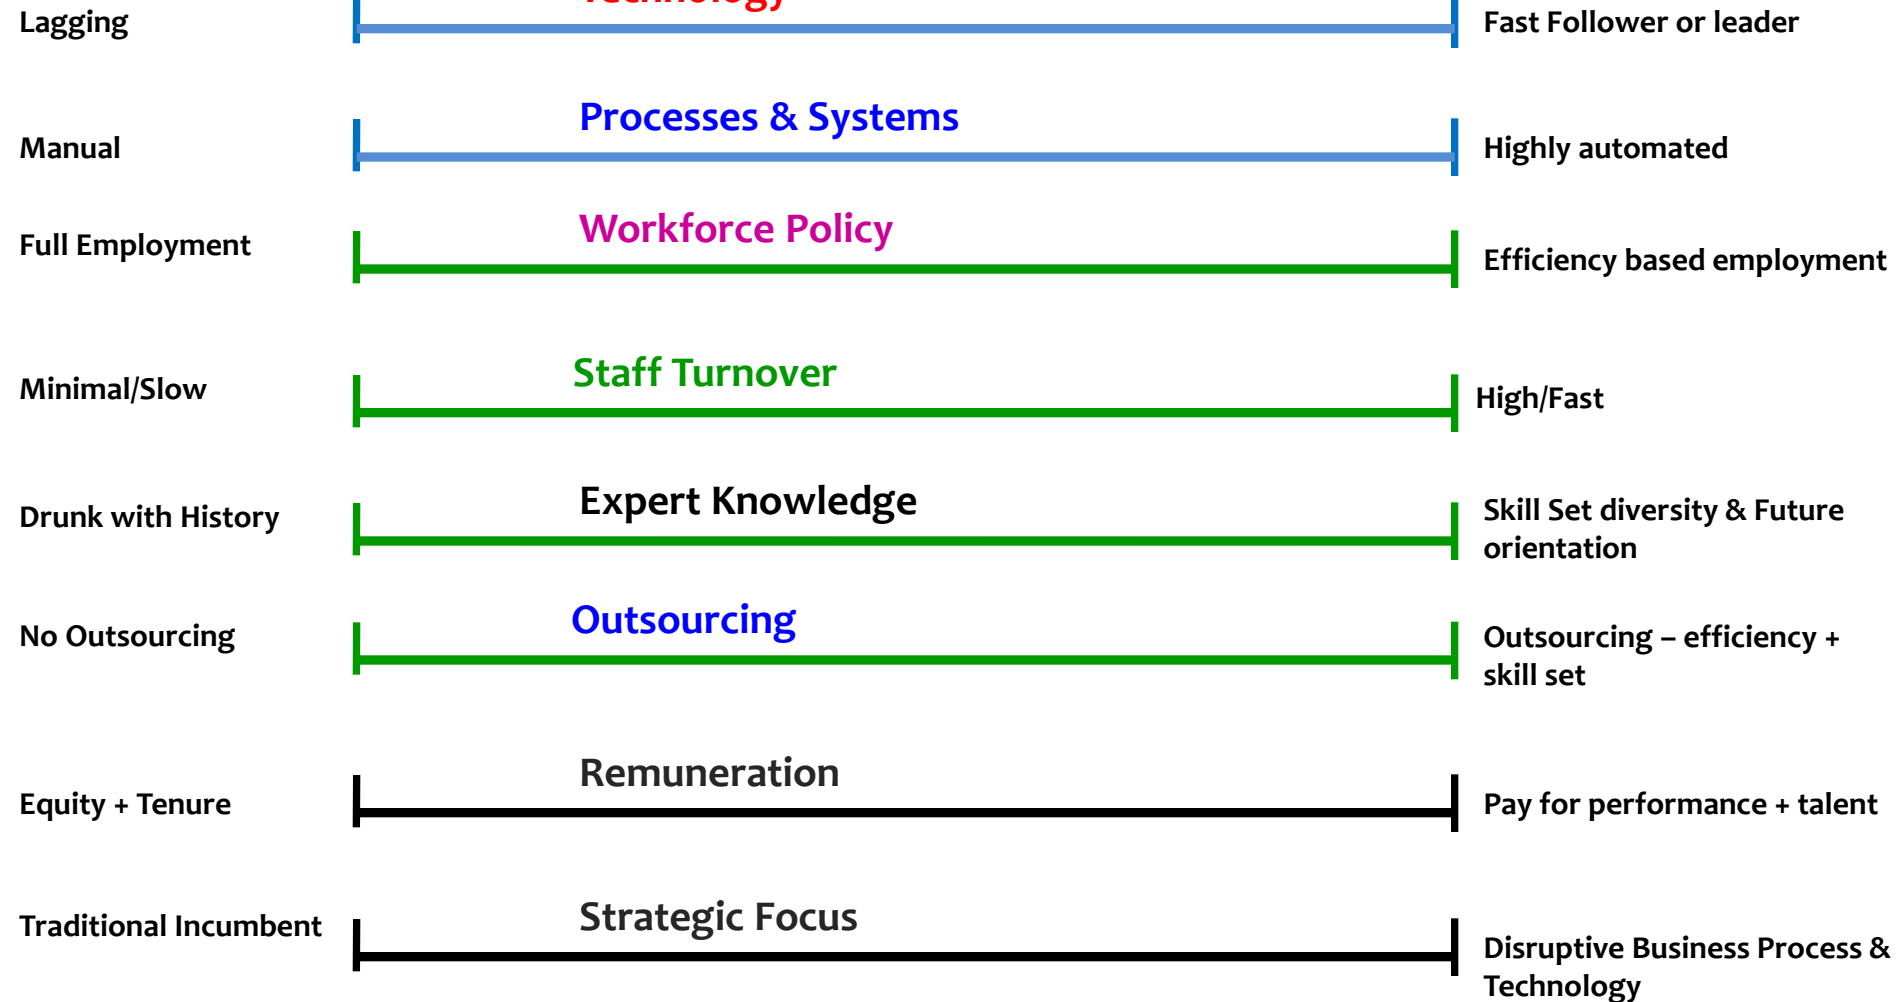 Technology
Lagging
Fast Follower or leader
Processes & Systems
Manual
Highly automated
Workforce Policy
Full Employment
Efficiency based employment
Staff Turnover
Minimal/Slow
High/Fast
Expert Knowledge
Drunk with History
Skill Set diversity & Future
orientation
Outsourcing
No Outsourcing
Outsourcing – efficiency +
skill set
Remuneration
Equity + Tenure
Pay for performance + talent
Strategic Focus
Traditional Incumbent
Disruptive Business Process &
Technology